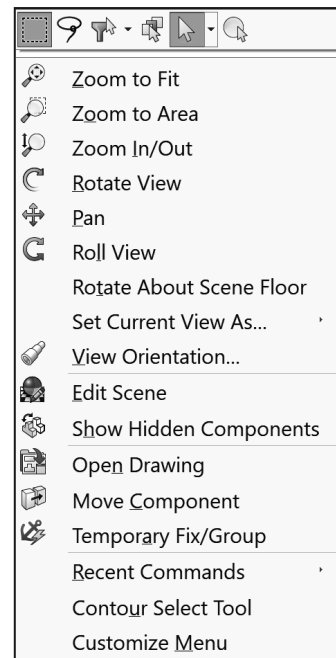 Zoom to Fit
Zoom to Area
Zoom In/Out
Rotate View
Pan
Roll View
Rotate About Scene Floor
Set Current View As...
View Orientation...
Edit Scene
Show Hidden Components
Open Drawing
Move Component
Temporary Fix/Group
Recent Commands
Contour Select Tool
Customize Menu